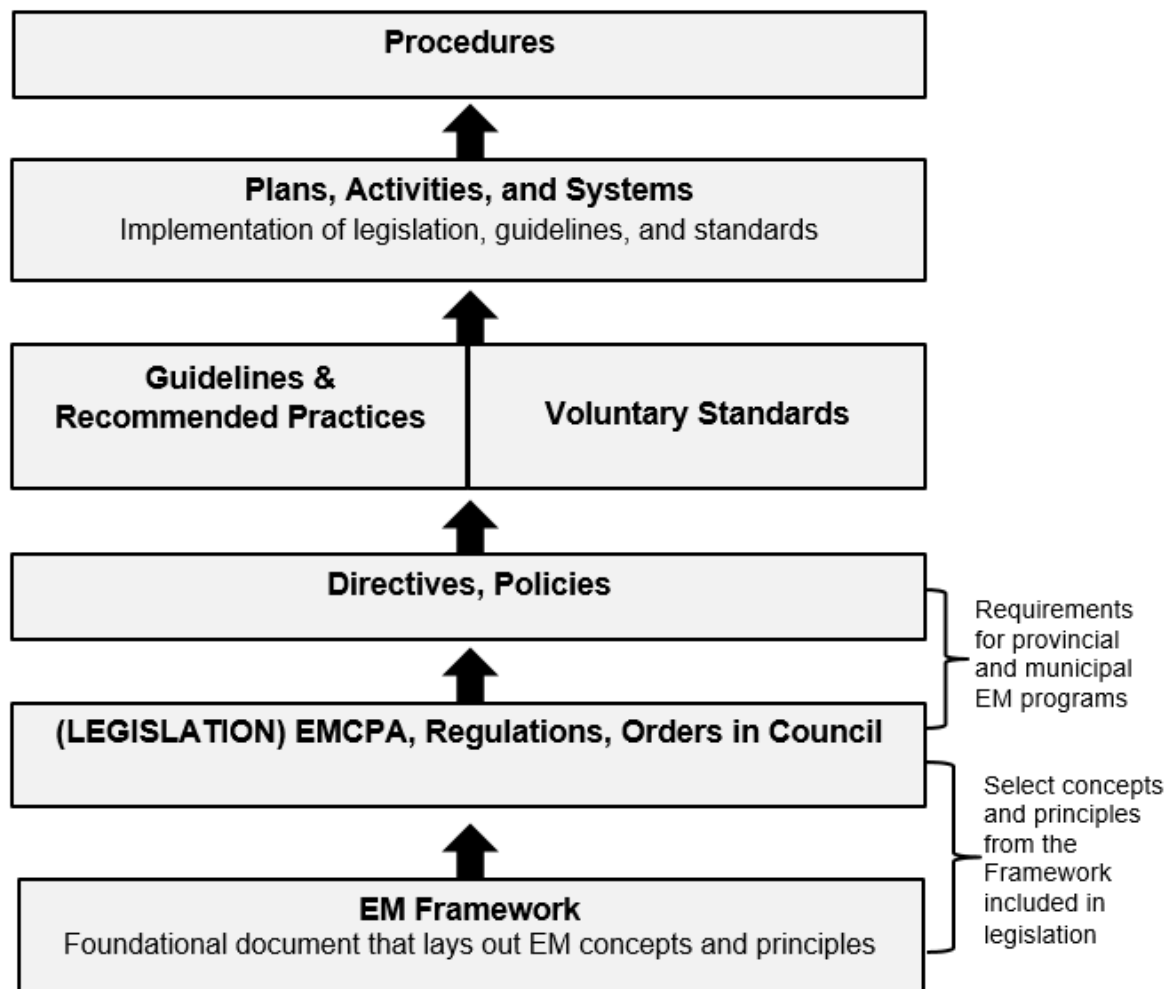 Procedures
Plans, Activities, and Systems
Implementation of legislation, guidelines, and standards
Guidelines &
Recommended Practices
Voluntary Standards
Directives, Policies
Requirements
for provincial
and municipal
EM programs
(LEGISLATION) EMCPA, Regulations, Orders in Council
Select concepts
and principles
from the
Framework
included in
legislation
EM Framework
Foundational document that lays out EM concepts and principles